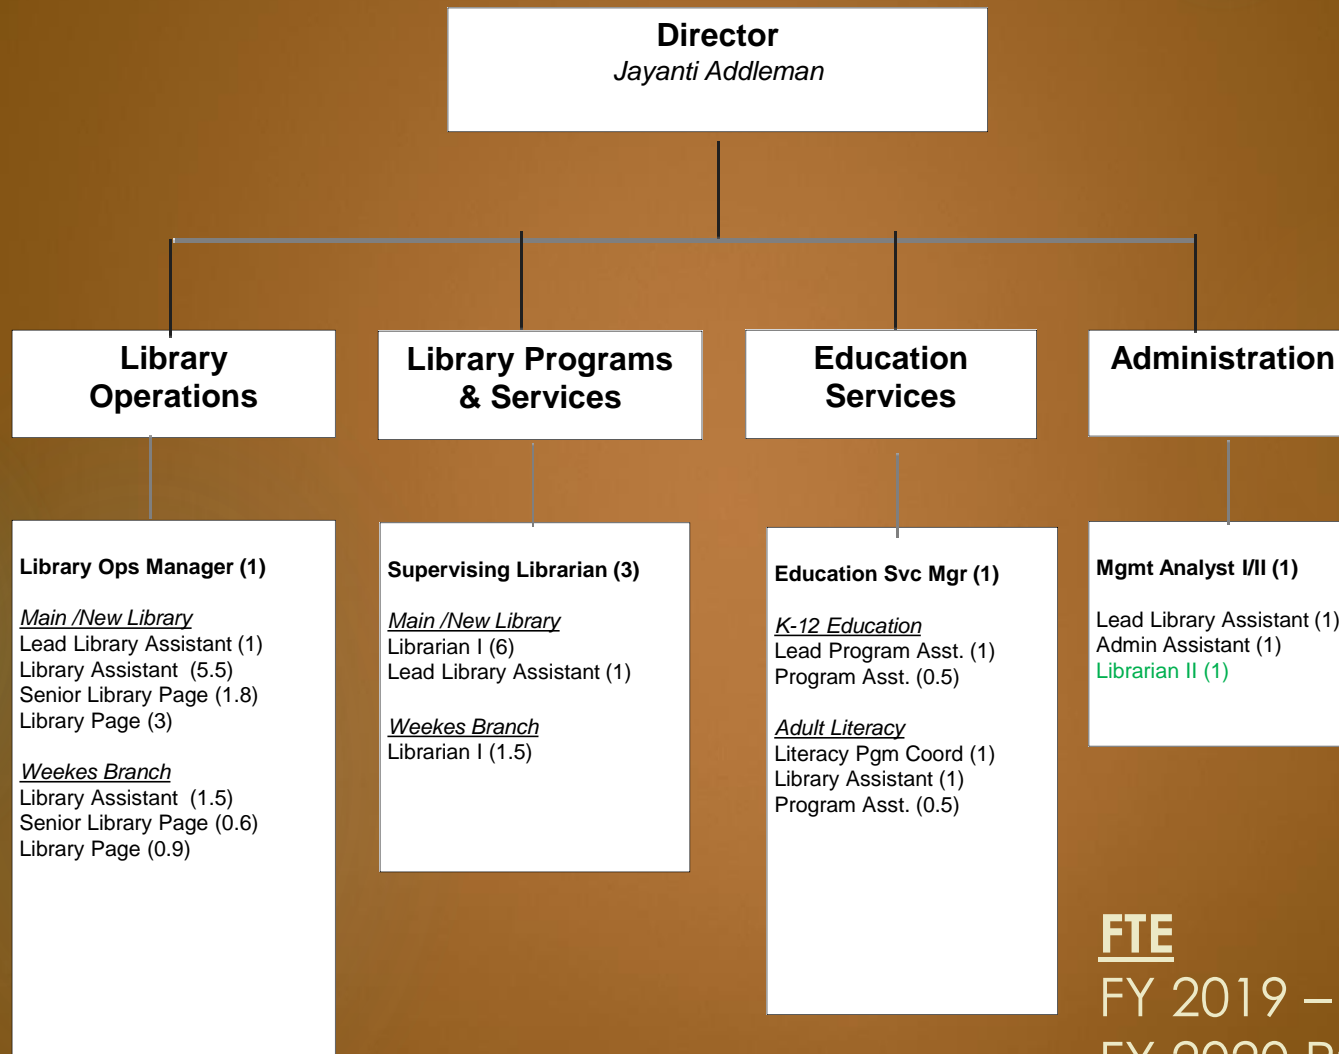 Director
Jayanti Addleman
Library
Operations
Library Programs
& Services
Education
Services
Administration
Library Ops Manager (1)
Main /New Library
Lead Library Assistant (1)
Library Assistant  (5.5)
Senior Library Page (1.8)
Library Page (3)
Weekes Branch
Library Assistant  (1.5)
Senior Library Page (0.6)
Library Page (0.9)
Supervising Librarian (3)
Main /New Library
Librarian I (6)
Lead Library Assistant (1)
Weekes Branch
Librarian I (1.5)
Education Svc Mgr (1)
K-12 Education
Lead Program Asst. (1)
Program Asst. (0.5)
Adult Literacy
Literacy Pgm Coord (1)
Library Assistant (1)
Program Asst. (0.5)
Mgmt Analyst I/II (1)
Lead Library Assistant (1)
Admin Assistant (1)
Librarian II (1)
FTE
FY 2019 –
FY 2020